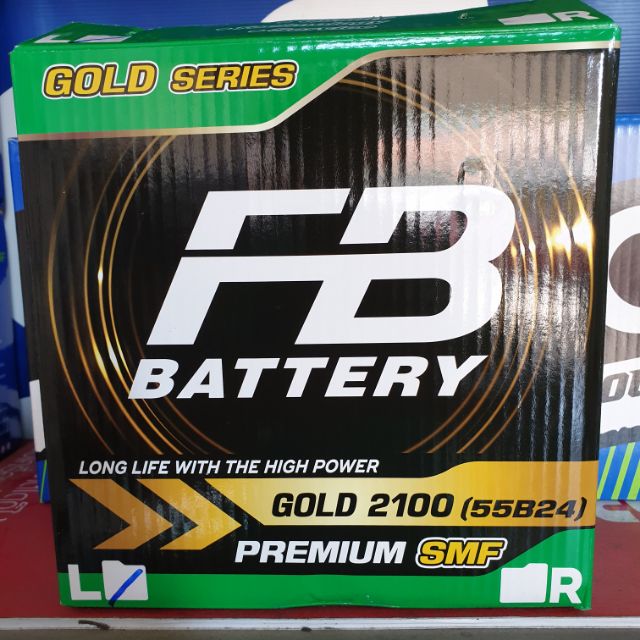 L R
GOLD SERIES
FB
BATTERY
LONG LIFE WITH THE HIGH POWER
GOLD 2100 (55B24)
PREMIUM SMF
L R